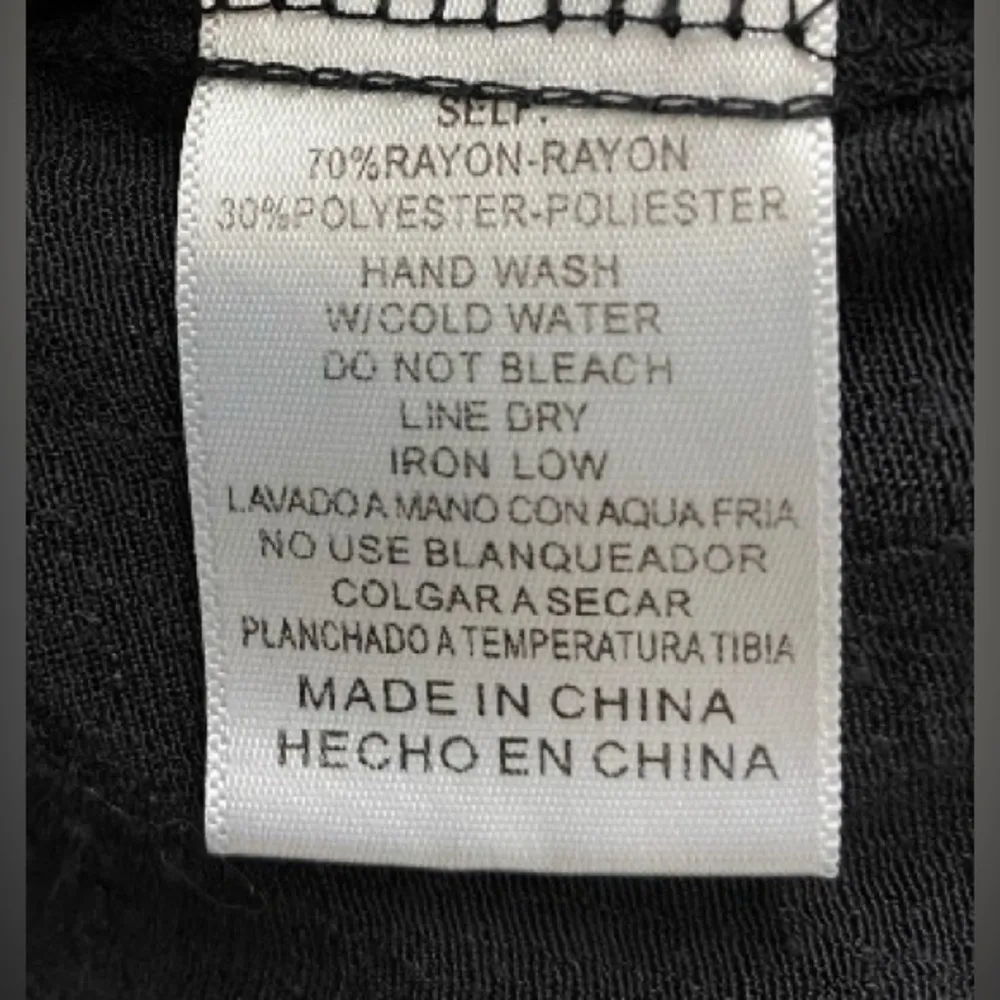 SELF:
70%RAYON-RAYON
30%POLYESTER-POLIESTER
HAND WASH
W/COLD WATER
DO NOT BLEACH
LINE DRY
IRON LOW
LAVADO A MANO CON AQUA FRIA
NO USE BLANQUEADOR
COLGAR A SECAR
PLANCHADO A TEMPERATURA TIBIA
MADE IN CHINA
HECHO EN CHINA